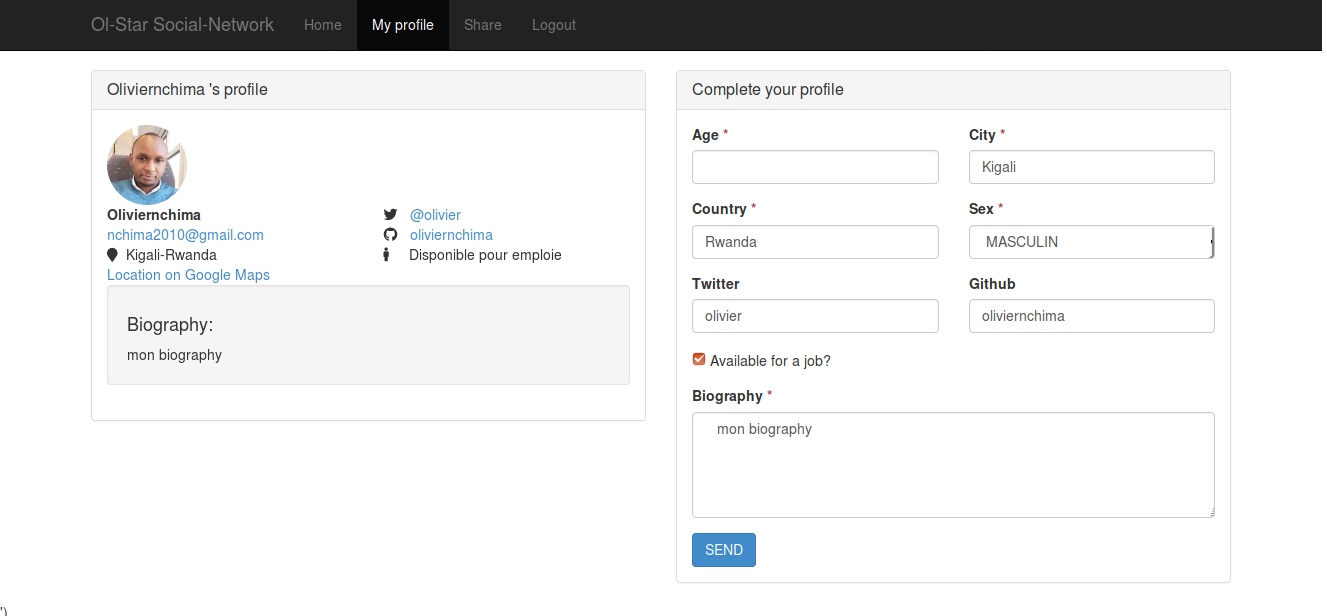 Ol-Star Social-Network Home My profile Share Logout
Oliviernchima 's profile
Oliviernchima
nchima2010@gmail.com
Kigali-Rwanda
Location on Google Maps
@olivier
oliviernchima
Disponible pour emploie
Biography:
mon biography
Complete your profile
Age *
City *
Kigali
Country *
Rwanda
Sex *
MASCULIN
Twitter
olivier
Github
oliviernchima
Available for a job?
Biography *
mon biography
SEND
')